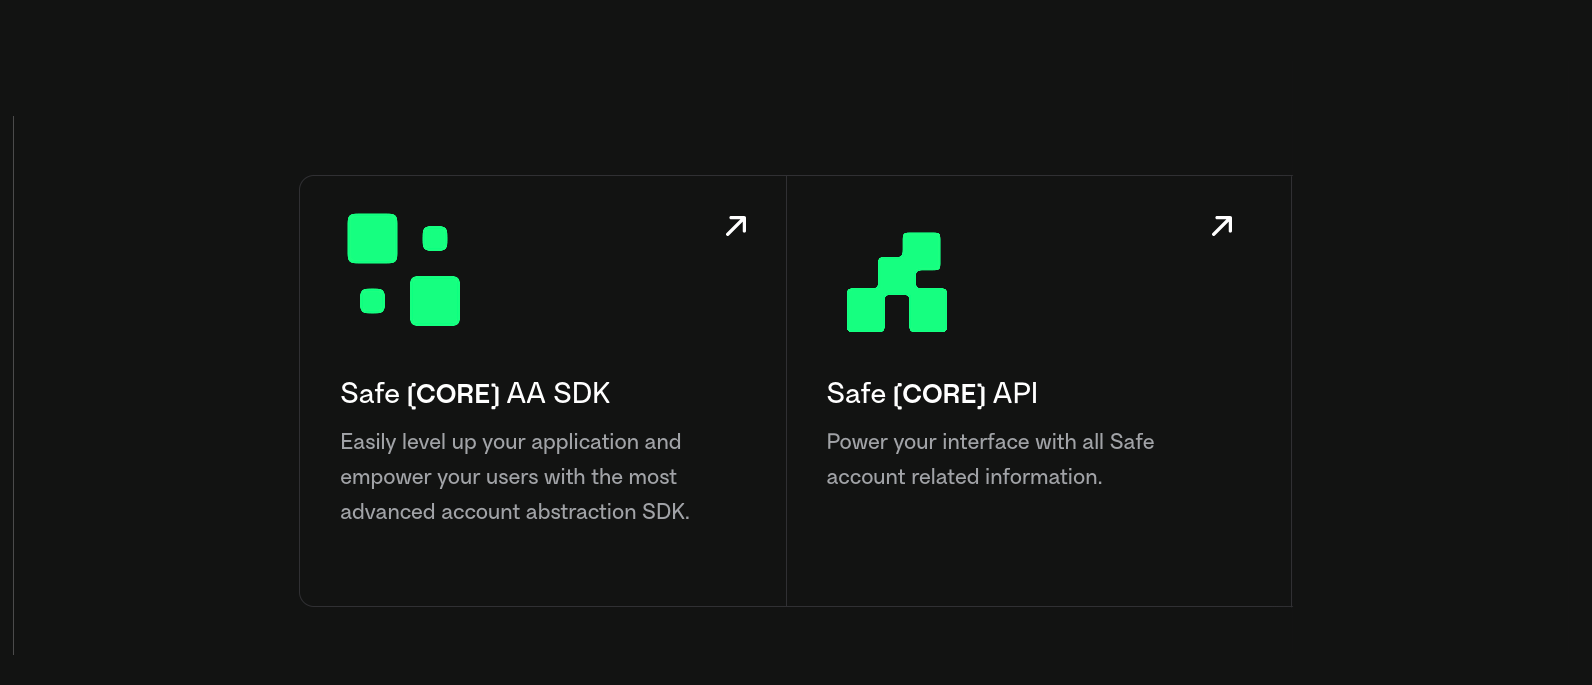 Safe {CORE} AA SDK
Easily level up your application and
empower your users with the most
advanced account abstraction SDK.
Safe {CORE} API
Power your interface with all Safe
account related information.